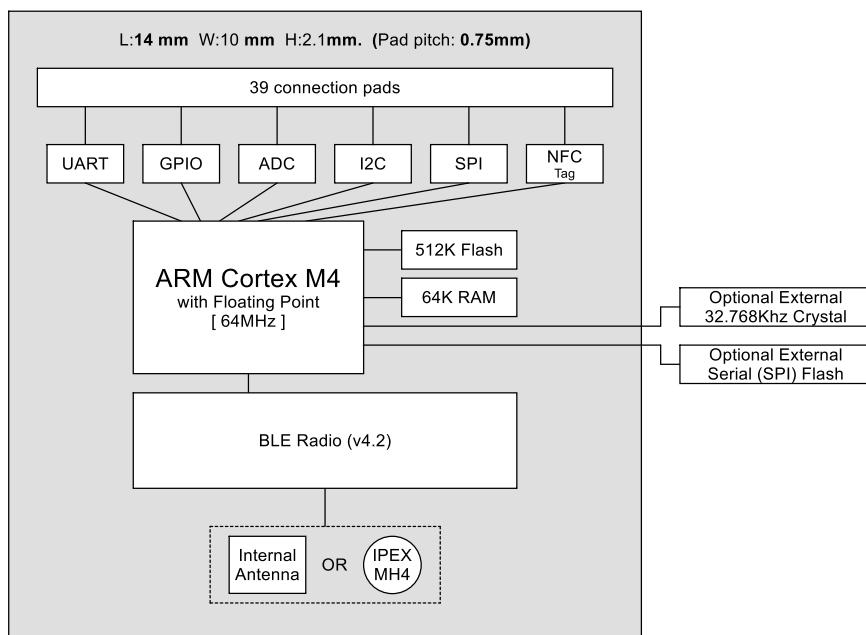 L:14 mm W:10 mm H:2.1mm. (Pad pitch: 0.75mm)
39 connection pads
UART
GPIO
ADC
I2C
SPI
NFC
Tag
ARM Cortex M4
with Floating Point
[ 64MHz ]
512K Flash
64K RAM
Optional External
32.768Khz Crystal
Optional External
Serial (SPI) Flash
BLE Radio (v4.2)
Internal
Antenna
OR
IPEX
MH4